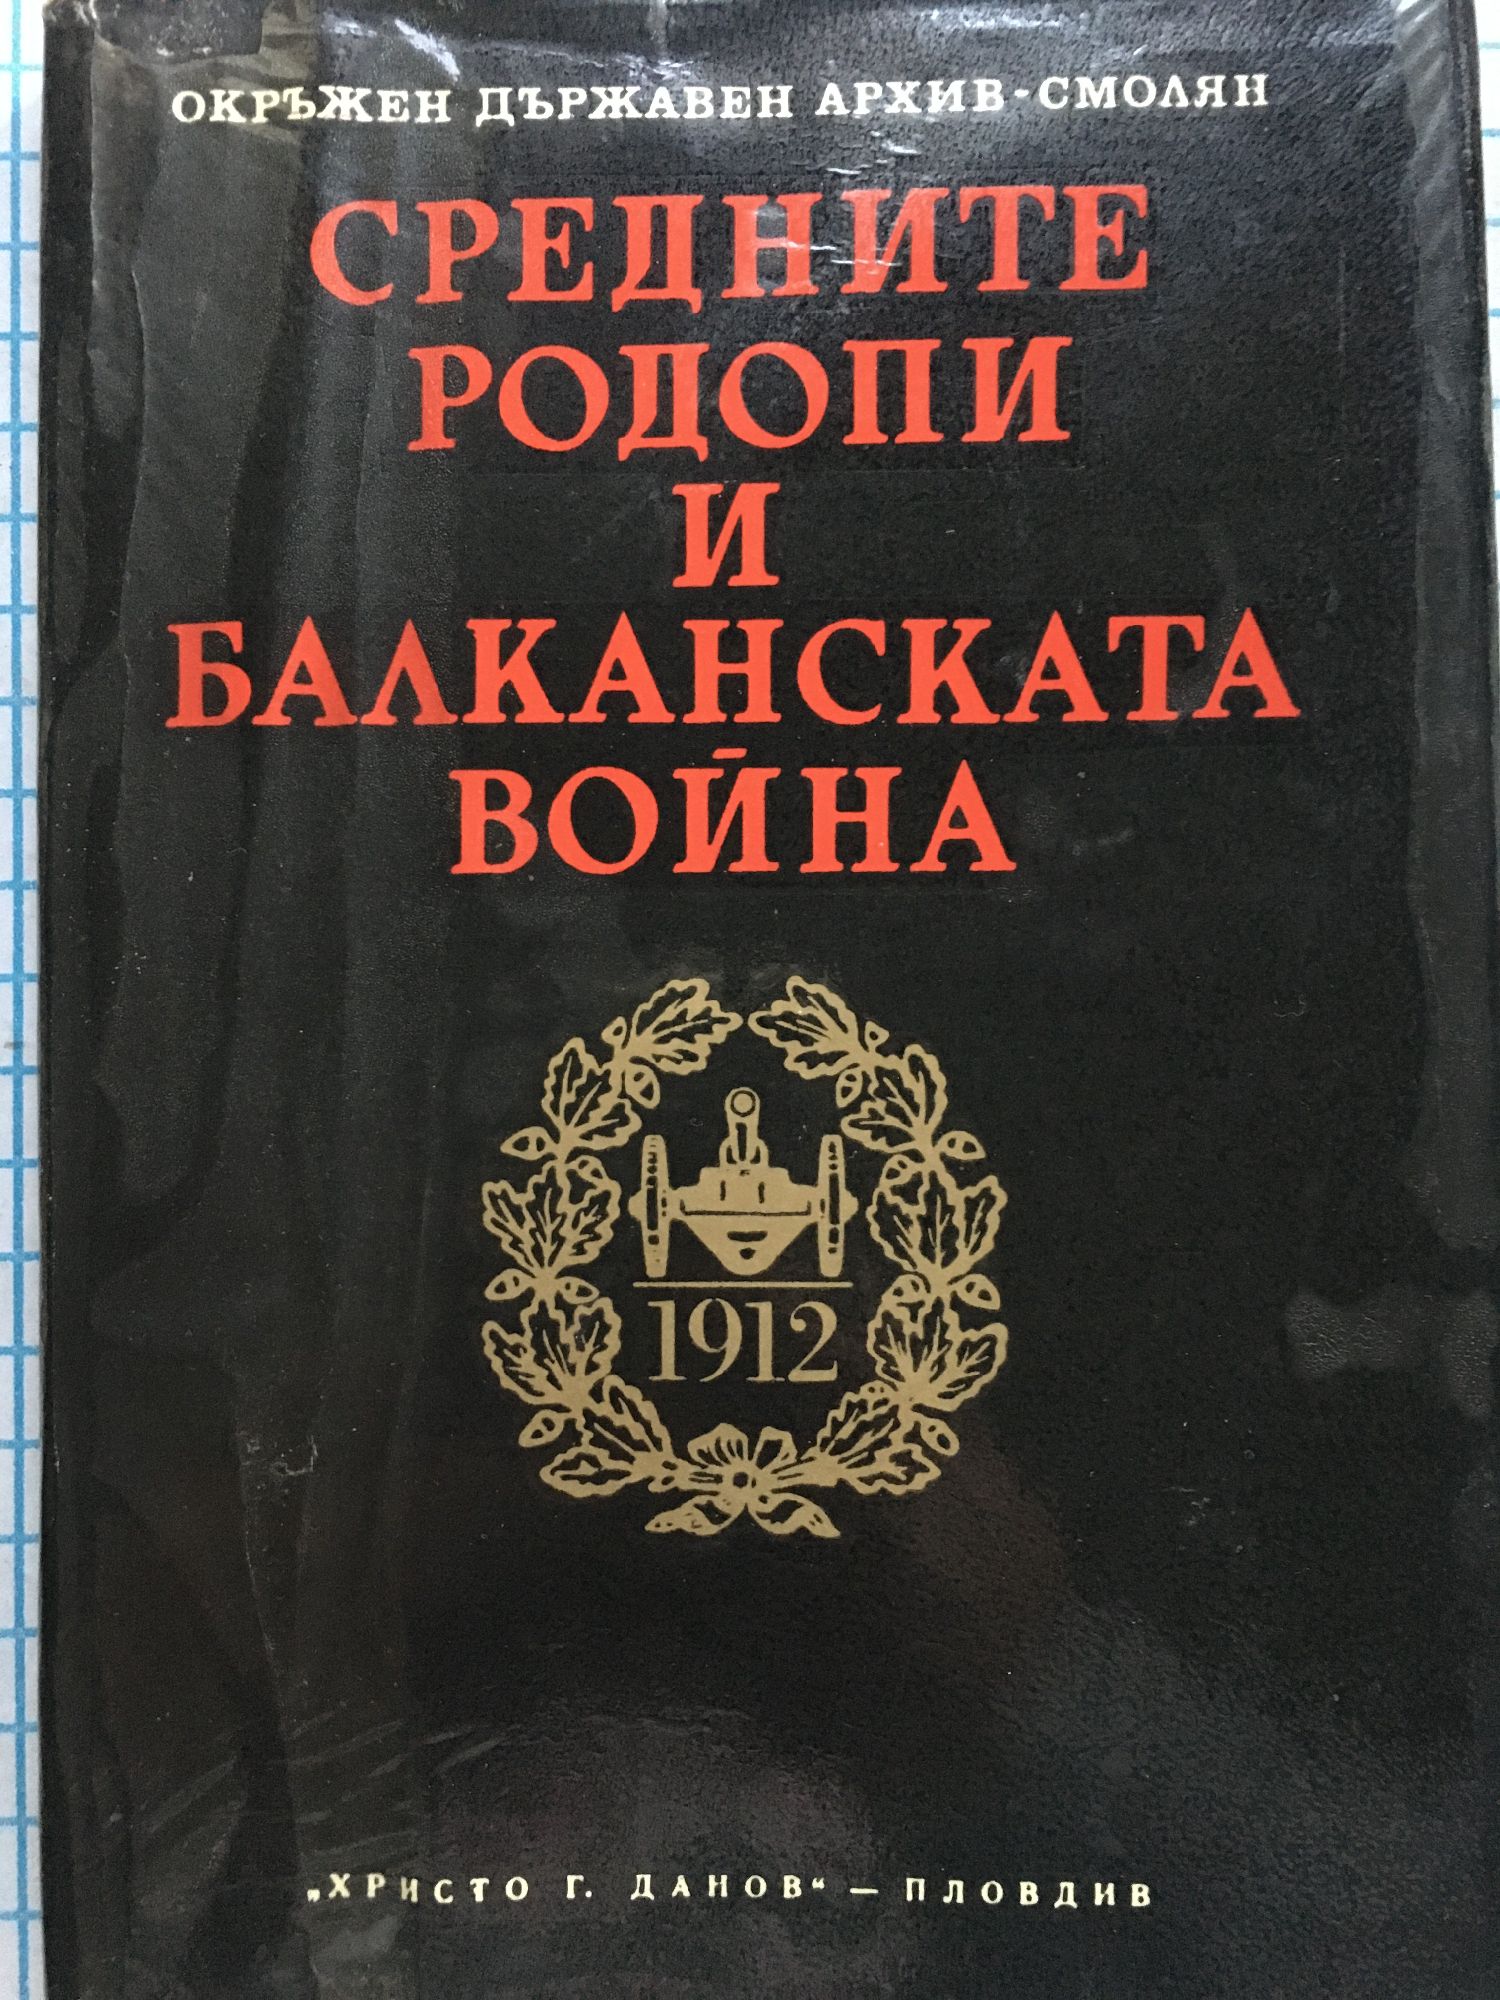 ОКРЪЖЕН ДЪРЖАВЕН АРХИВ-СМОЛЯН
СРЕДНИТЕ
РОДОПИ
И
БАЛКАНСКАТА
ВОЙНА
1912
„ХРИСТО Г. ДАНОВ“ — ПЛОВДИВ